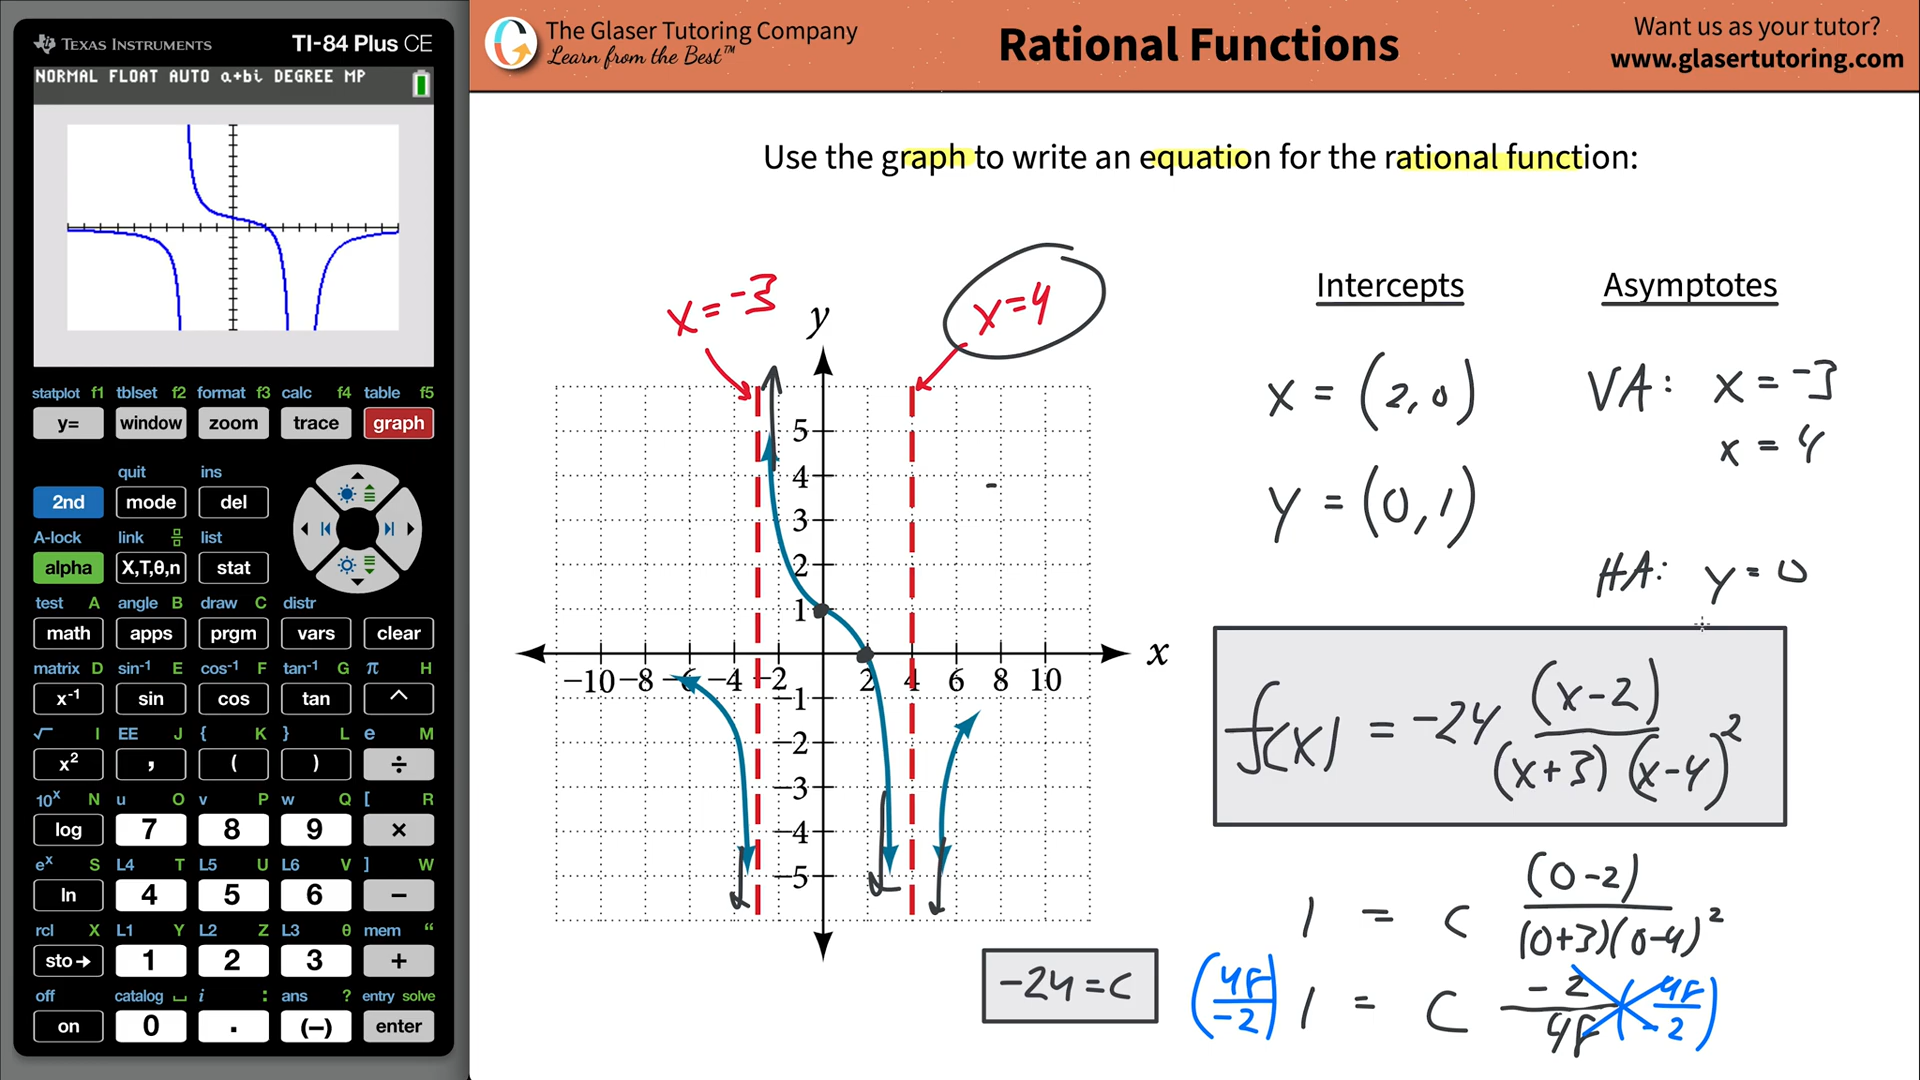 TEXAS INSTRUMENTS TI-84 Plus CE
NORMAL FLOAT AUTO a+bi DEGREE MP
statplot f1 tblset f2 format f3 calc f4 table f5
y= window zoom trace graph
quit ins
2nd mode del
A-lock link list
alpha X,T,θ,n stat
test A angle B draw C distr
math apps prgm vars clear
matrix D sin⁻¹ E cos⁻¹ F tan⁻¹ G π H
x⁻¹ sin cos tan ^
√ I EE J { K } L e M
x² , ( ) ÷
10ˣ N u O v P w Q [ R
log 7 8 9 ×
eˣ S L4 T L5 U L6 V ] W
ln 4 5 6 −
rcl X L1 Y L2 Z L3 θ mem “
sto→ 1 2 3 +
off catalog ⎵ i : ans ? entry solve
on 0 . (−) enter
The Glaser Tutoring Company
Learn from the Best™
Rational Functions
Want us as your tutor?
www.glasertutoring.com
Use the graph to write an equation for the rational function:
x = -3
x = 4
y
5
4
3
2
1
−10 −8 −6 −4 −2 2 4 6 8 10
x
−1
−2
−3
−4
−5
Intercepts
x = (2,0)
y = (0,1)
Asymptotes
VA: x = -3
x = 4
HA: y = 0
f(x) = -24 (x-2)
(x+3)(x-4)²
1 = c (0-2)
(0+3)(0-4)²
(48/-2) 1 = c -2/48 (48/-2)
-24 = c